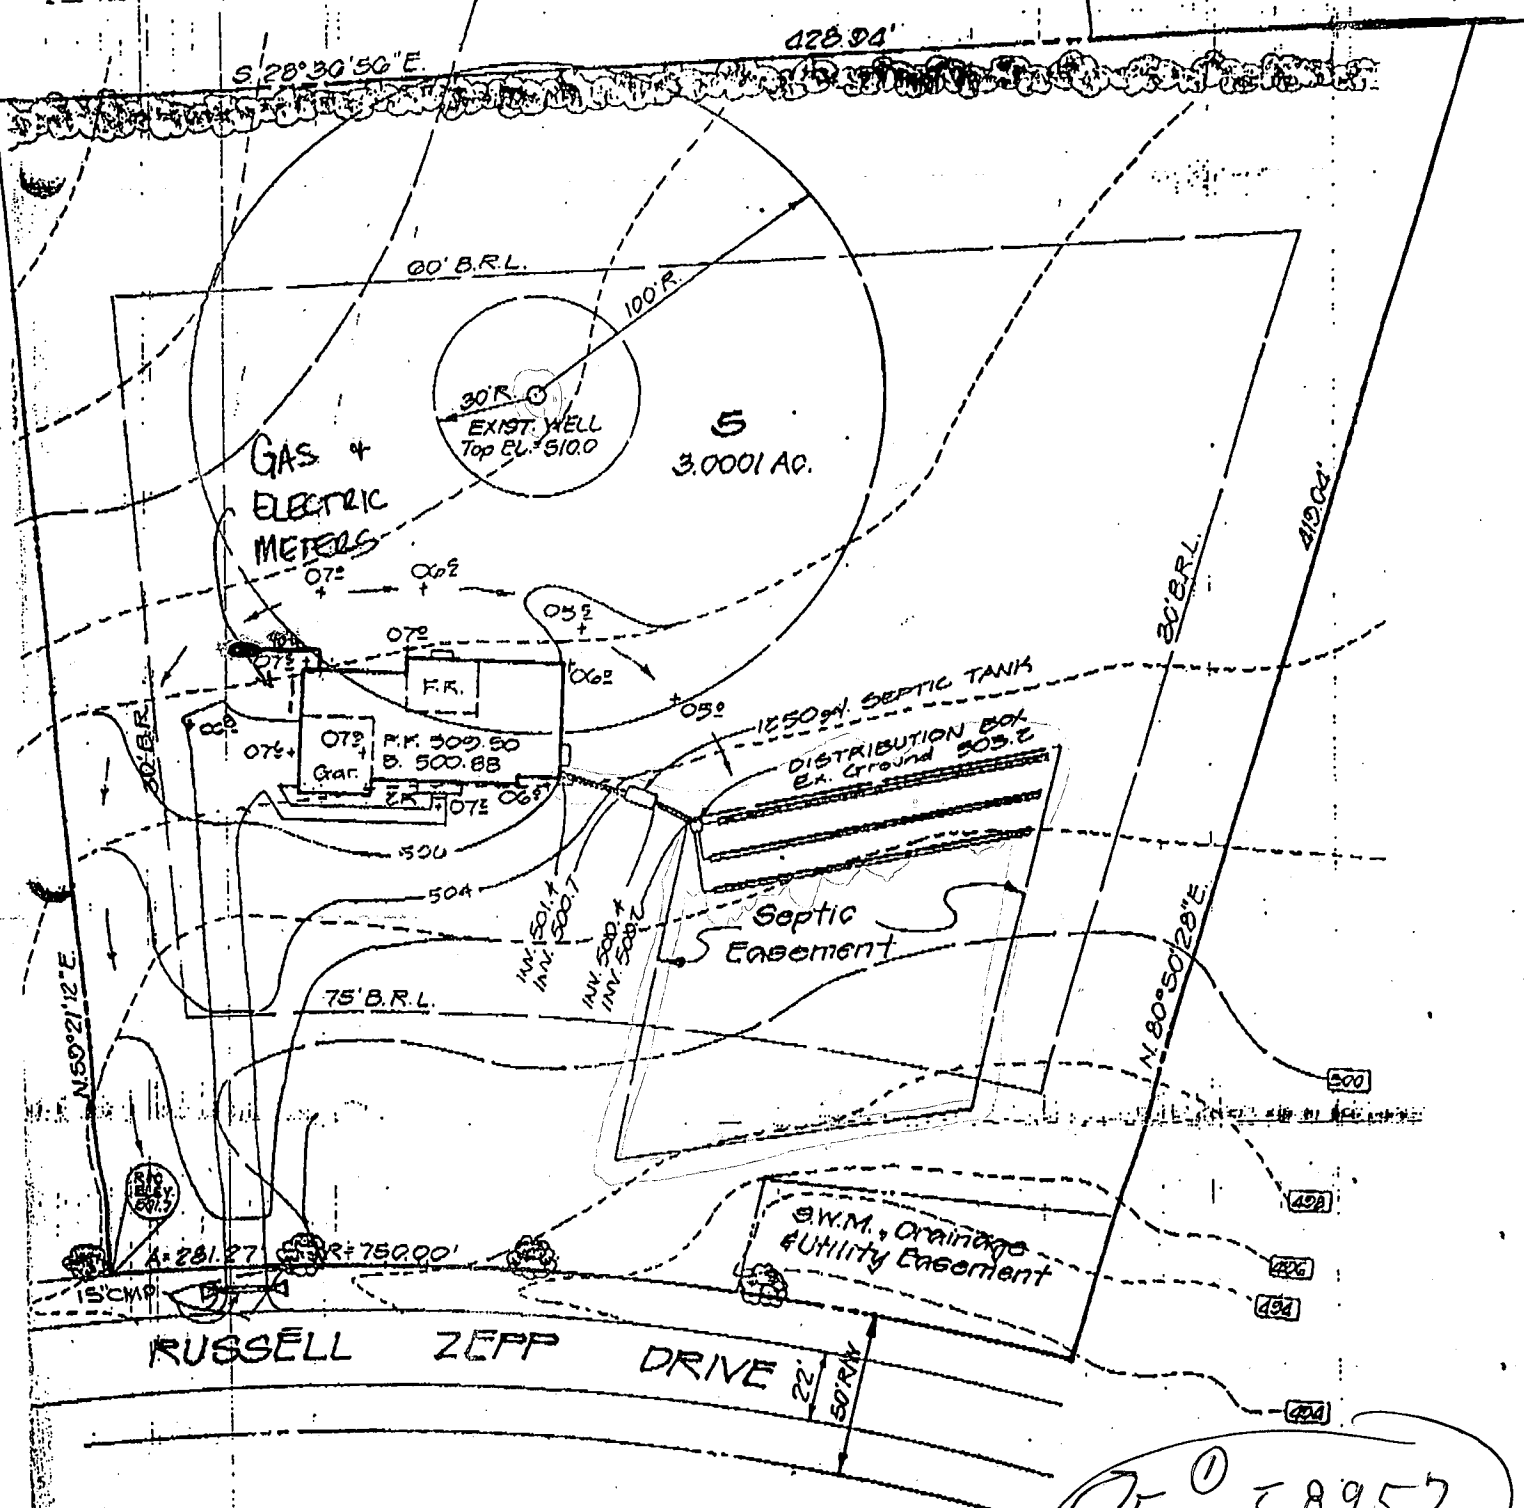 428.94'
S 28°30'50"E.
60' B.R.L.
100'R.
30'R.
EXIST. WELL
Top EL.=510.0
5
3.0001 AC.
GAS +
ELECTRIC
METERS
419.04'
30' B.R.L.
F.R.
1250 gal. SEPTIC TANK
DISTRIBUTION BOX
Ex. Ground 503.2
30' B.R.L.
F.F. 509.50
B. 500.88
Gar.
504
INV. 501.4
INV. 500.7
INV. 500.4
INV. 500.2
Septic
Easement
N. 80°50'28"E.
N.59°21'12"E.
75' B.R.L.
500
498
496
494
S.W.M., Drainage
& Utility Easement
A=281.27' R=750.00'
15" CMP
RUSSELL ZEPP DRIVE
22'
50' R/W
494
1